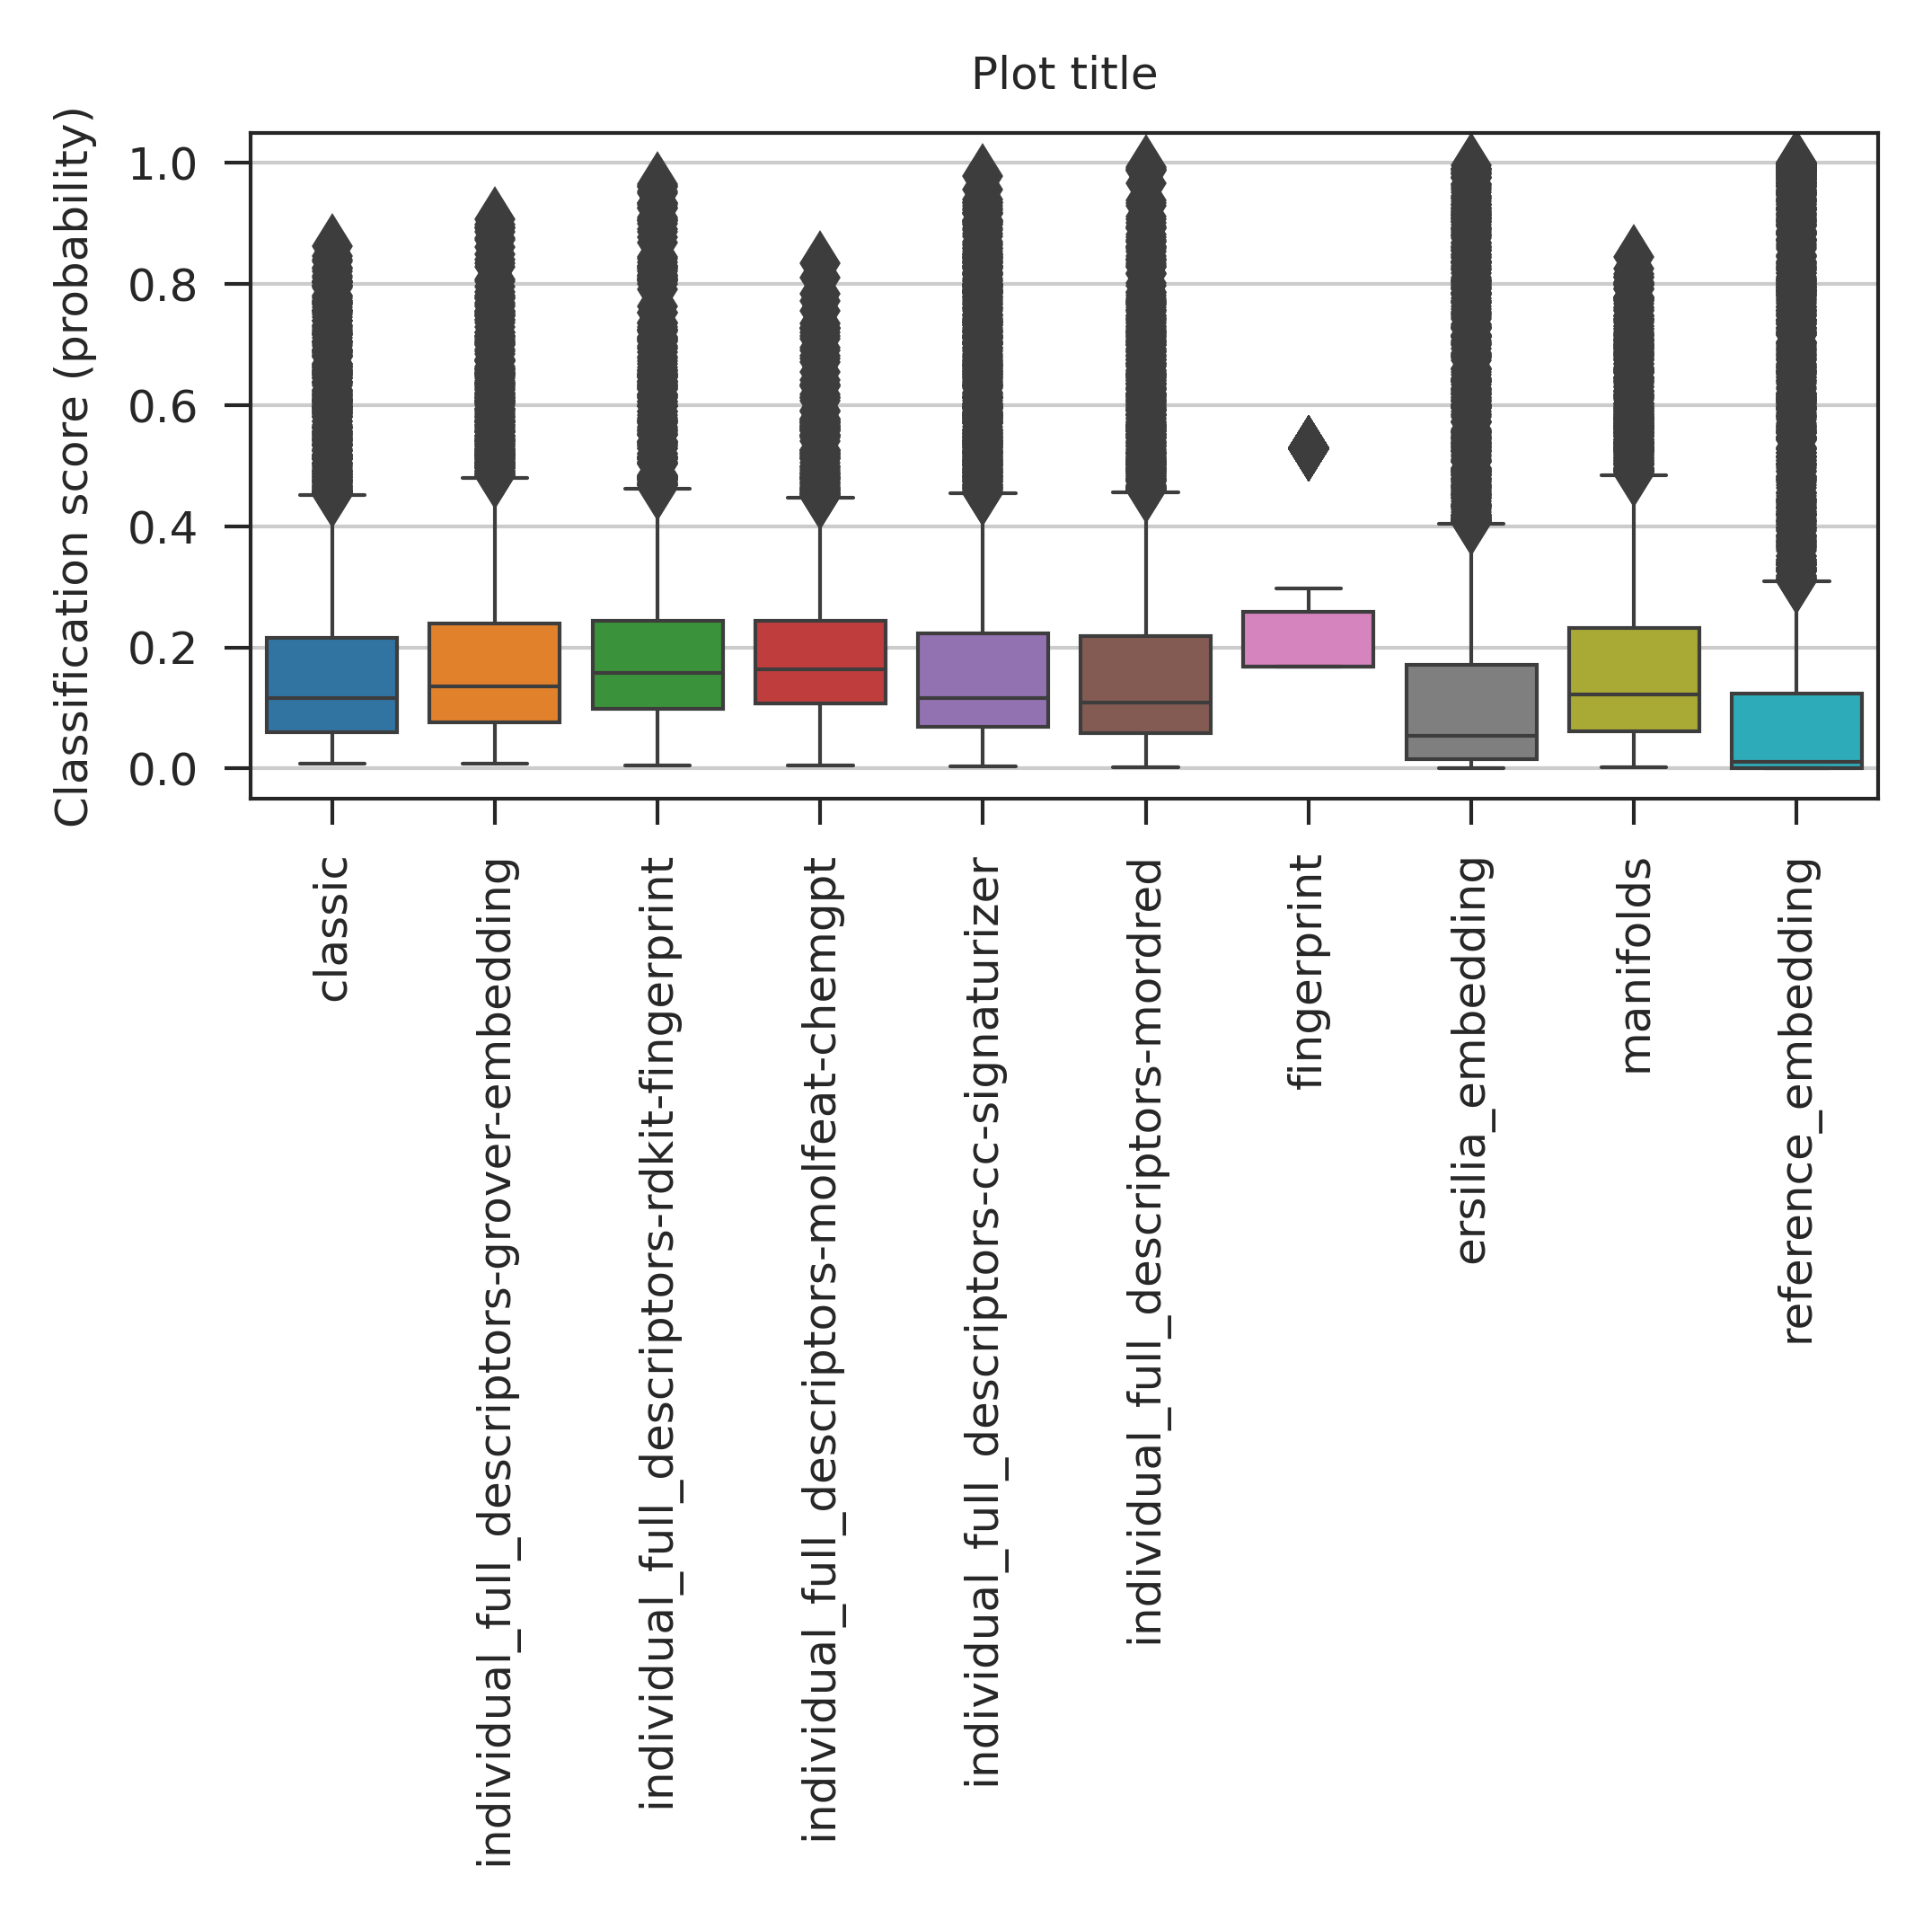 Plot title
Classification score (probability)
1.0
0.8
0.6
0.4
0.2
0.0
classic
individual_full_descriptors-grover-embedding
individual_full_descriptors-rdkit-fingerprint
individual_full_descriptors-molfeat-chemgpt
individual_full_descriptors-cc-signaturizer
individual_full_descriptors-mordred
fingerprint
ersilia_embedding
manifolds
reference_embedding